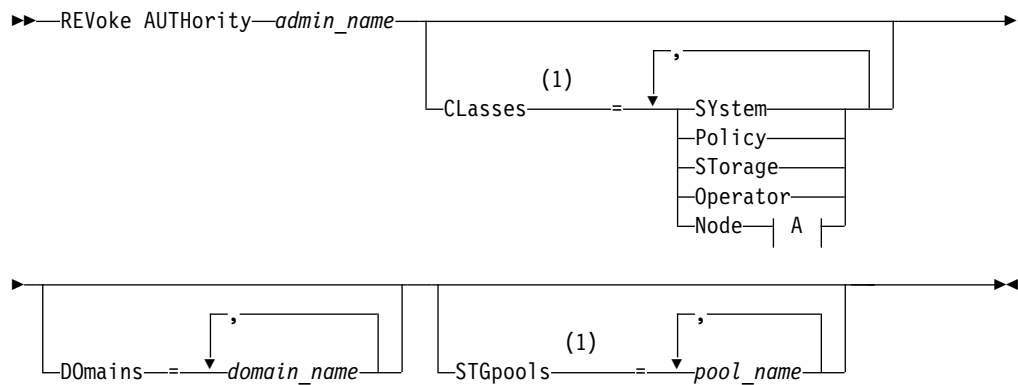 REVoke AUTHority admin_name
,
(1)
CLasses = SYstem
Policy
STorage
Operator
Node A
, ,
(1)
DOmains = domain_name STGpools = pool_name